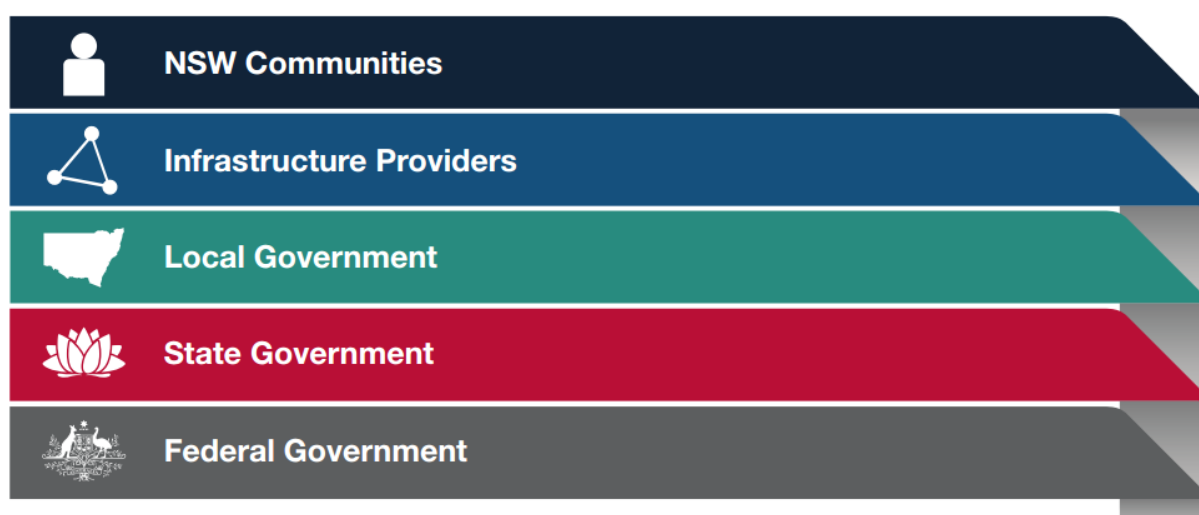 NSW Communities
Infrastructure Providers
Local Government
State Government
Federal Government